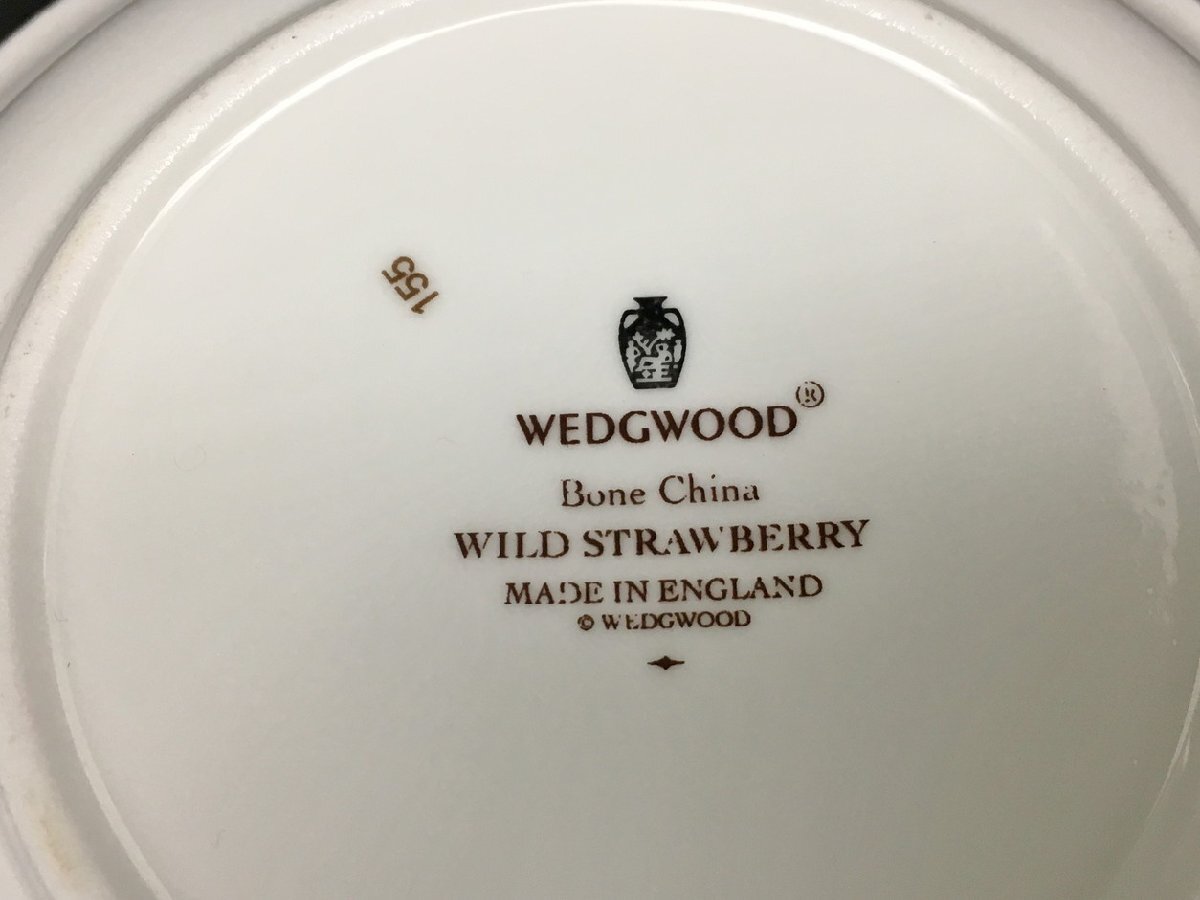 155
WEDGWOOD®
Bone China
WILD STRAWBERRY
MADE IN ENGLAND
© WEDGWOOD